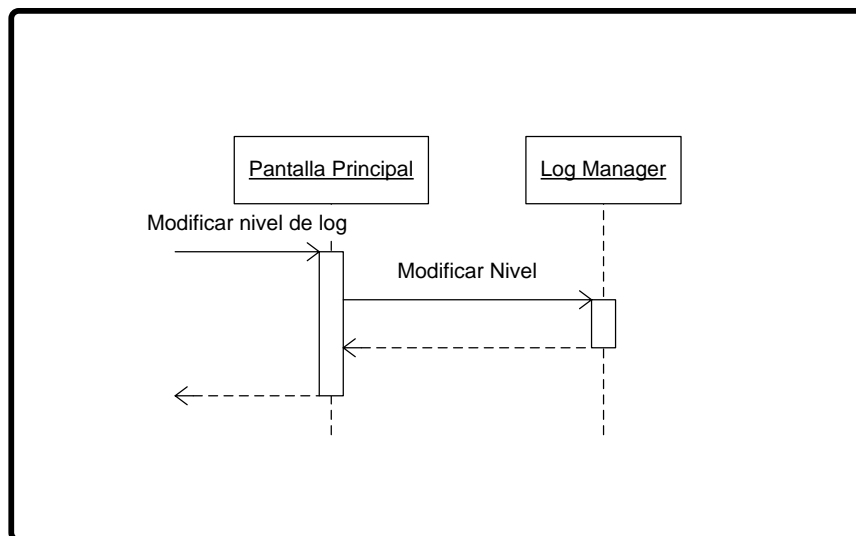 Pantalla Principal
Log Manager
Modificar nivel de log
Modificar Nivel